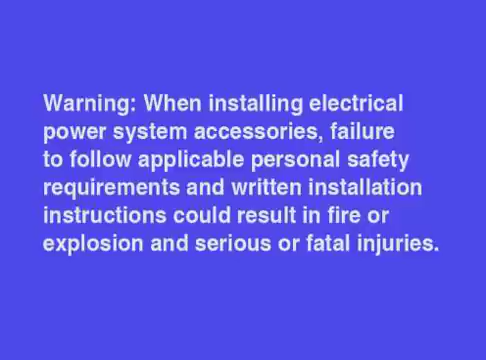 Warning: When installing electrical
power system accessories, failure
to follow applicable personal safety
requirements and written installation
instructions could result in fire or
explosion and serious or fatal injuries.